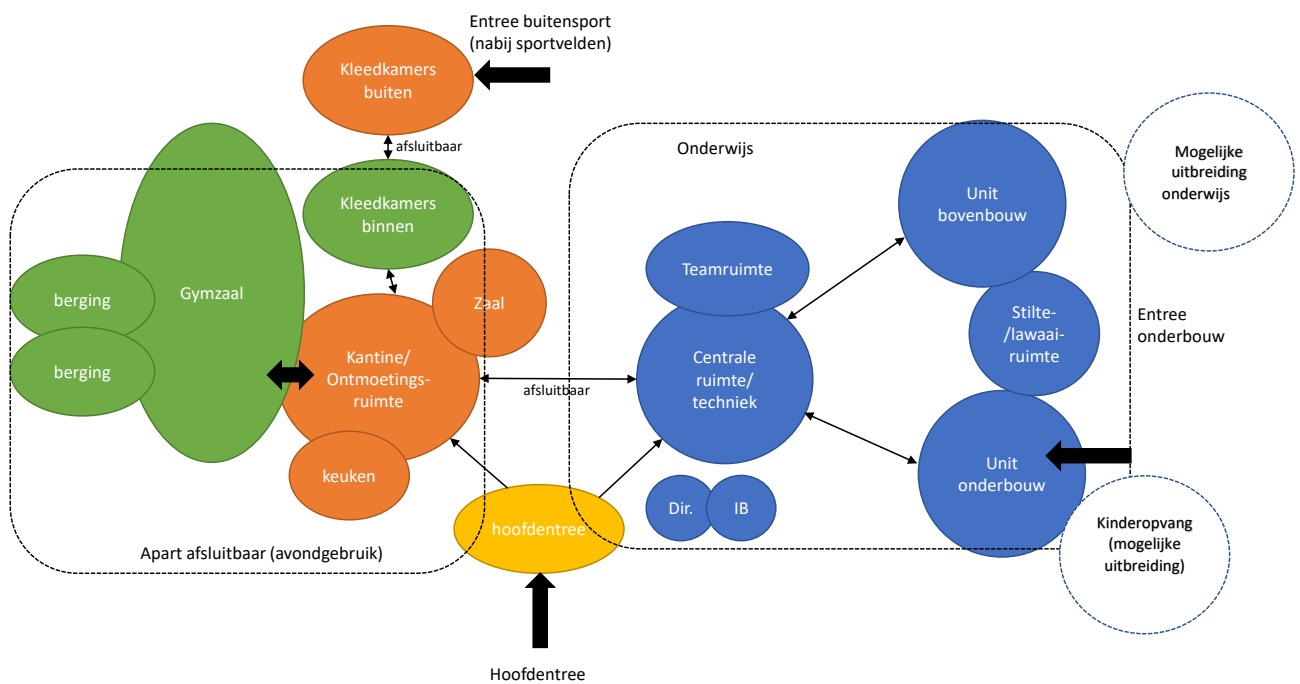 Entree buitensport
(nabij sportvelden)
Kleedkamers
buiten
afsluitbaar
Kleedkamers
binnen
Gymzaal
berging
berging
Zaal
Kantine/
Ontmoetings-
ruimte
keuken
Apart afsluitbaar (avondgebruik)
afsluitbaar
hoofdentree
Hoofdentree
Onderwijs
Teamruimte
Centrale
ruimte/
techniek
Dir.
IB
Unit
bovenbouw
Stilte-
/lawaai-
ruimte
Unit
onderbouw
Entree
onderbouw
Mogelijke
uitbreiding
onderwijs
Kinderopvang
(mogelijke
uitbreiding)